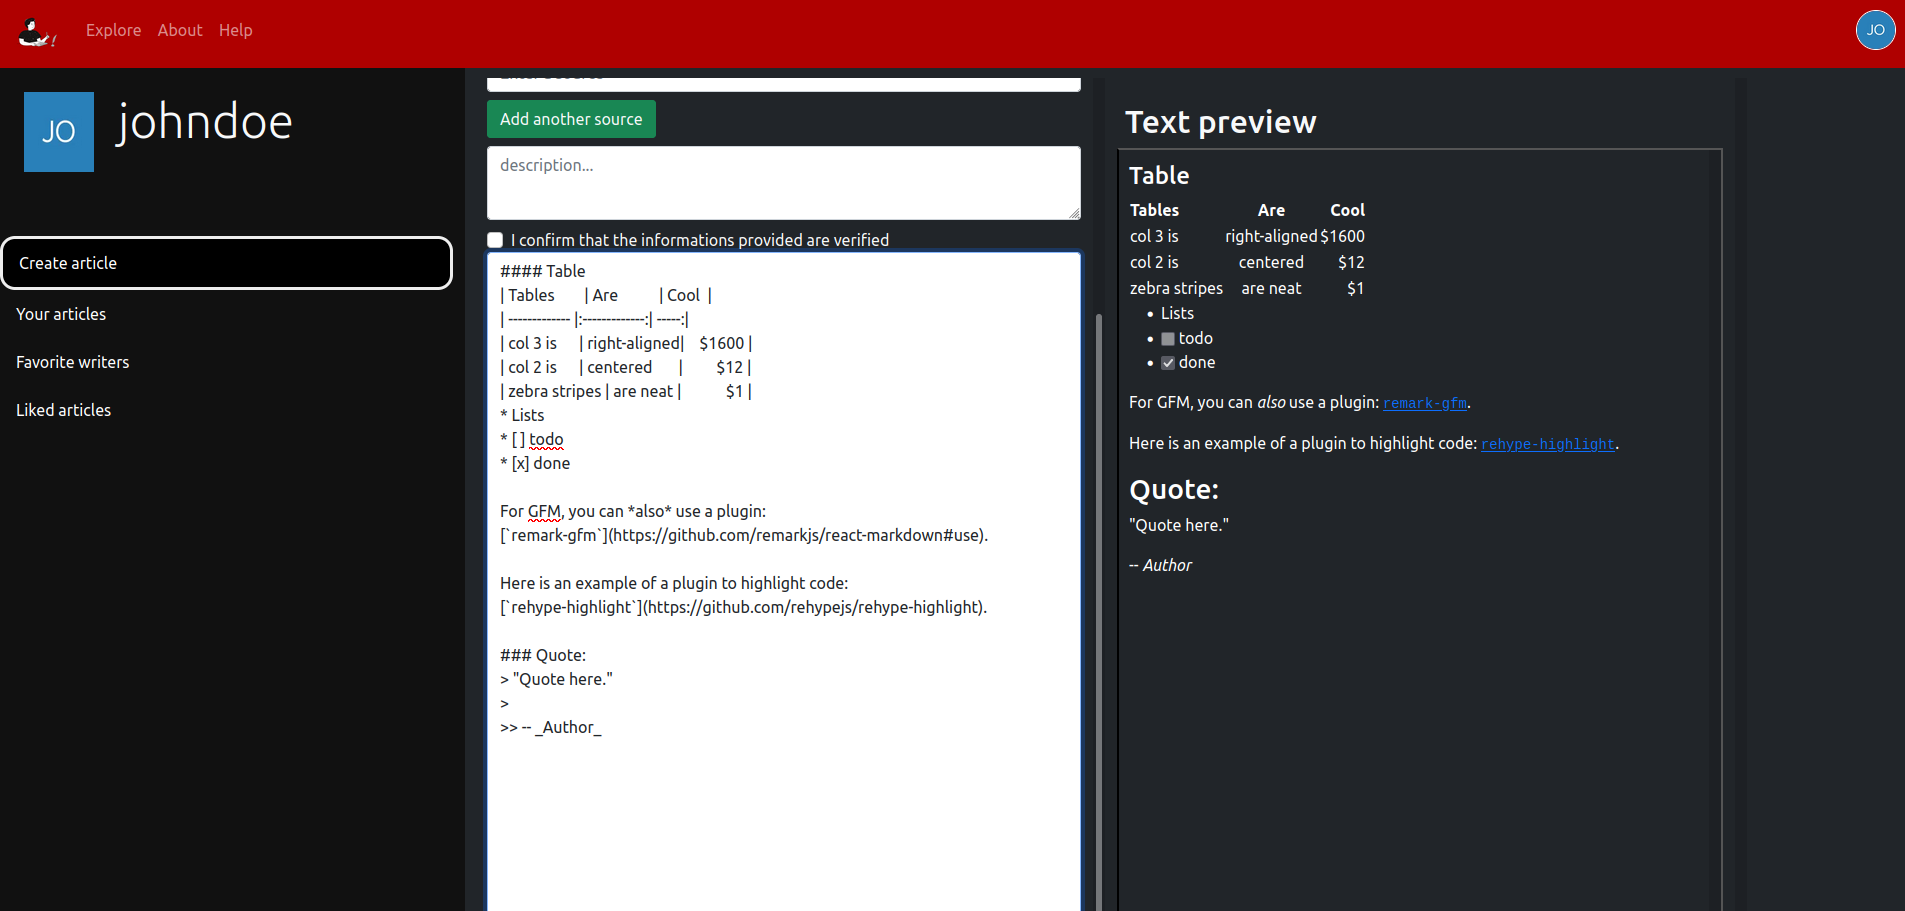 Explore About Help
JO
JO
johndoe
Create article
Your articles
Favorite writers
Liked articles
Add another source
description...
I confirm that the informations provided are verified
#### Table
| Tables | Are | Cool |
| ------------- |:-------------:| -----:|
| col 3 is | right-aligned| $1600 |
| col 2 is | centered | $12 |
| zebra stripes | are neat | $1 |
* Lists
* [ ] todo
* [x] done
For GFM, you can *also* use a plugin:
[`remark-gfm`](https://github.com/remarkjs/react-markdown#use).
Here is an example of a plugin to highlight code:
[`rehype-highlight`](https://github.com/rehypejs/rehype-highlight).
### Quote:
> "Quote here."
>
>> -- _Author_
Text preview
Table
Tables Are Cool
col 3 is right-aligned $1600
col 2 is centered $12
zebra stripes are neat $1
• Lists
• todo
• done
For GFM, you can also use a plugin: remark-gfm.
Here is an example of a plugin to highlight code: rehype-highlight.
Quote:
"Quote here."
-- Author